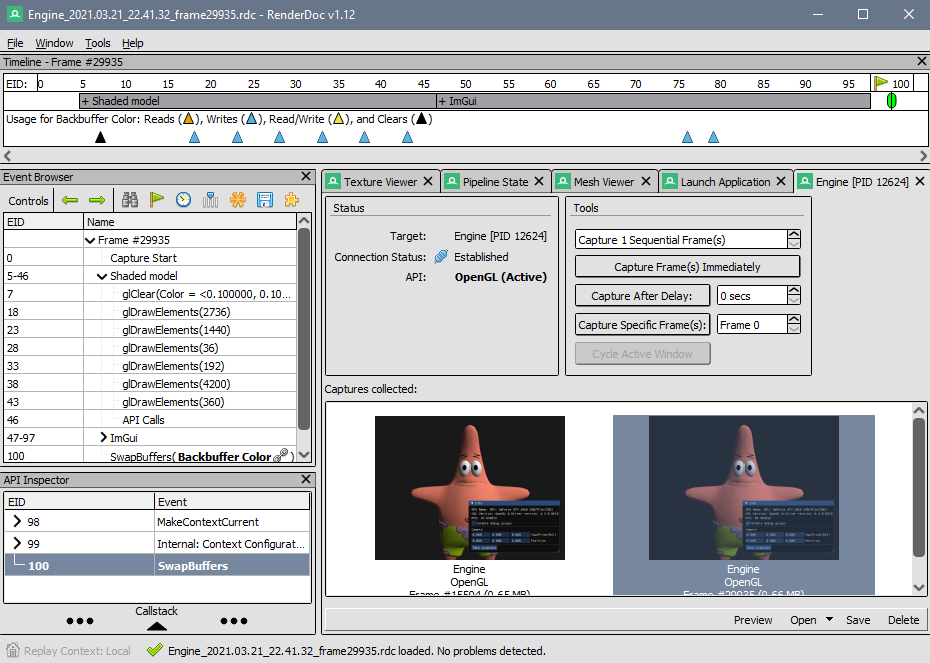 Engine_2021.03.21_22.41.32_frame29935.rdc - RenderDoc v1.12
File Window Tools Help
Timeline - Frame #29935
EID: 0 5 10 15 20 25 30 35 40 45 50 55 60 65 70 75 80 85 90 95 100
+ Shaded model + ImGui
Usage for Backbuffer Color: Reads ( ), Writes ( ), Read/Write ( ), and Clears ( )
Event Browser
Controls
EID Name
Frame #29935
0 Capture Start
5-46 Shaded model
7 glClear(Color = <0.100000, 0.10...
18 glDrawElements(2736)
23 glDrawElements(1440)
28 glDrawElements(36)
33 glDrawElements(192)
38 glDrawElements(4200)
43 glDrawElements(360)
46 API Calls
47-97 ImGui
100 SwapBuffers( Backbuffer Color )
API Inspector
EID Event
98 MakeContextCurrent
99 Internal: Context Configurat...
100 SwapBuffers
Callstack
Texture Viewer Pipeline State Mesh Viewer Launch Application Engine [PID 12624]
Status
Target: Engine [PID 12624]
Connection Status: Established
API: OpenGL (Active)
Tools
Capture 1 Sequential Frame(s)
Capture Frame(s) Immediately
Capture After Delay: 0 secs
Capture Specific Frame(s): Frame 0
Cycle Active Window
Captures collected:
Engine
OpenGL
Frame #15594 (0.65 MB)
Engine
OpenGL
Frame #29935 (0.66 MB)
Preview Open Save Delete
Replay Context: Local Engine_2021.03.21_22.41.32_frame29935.rdc loaded. No problems detected.